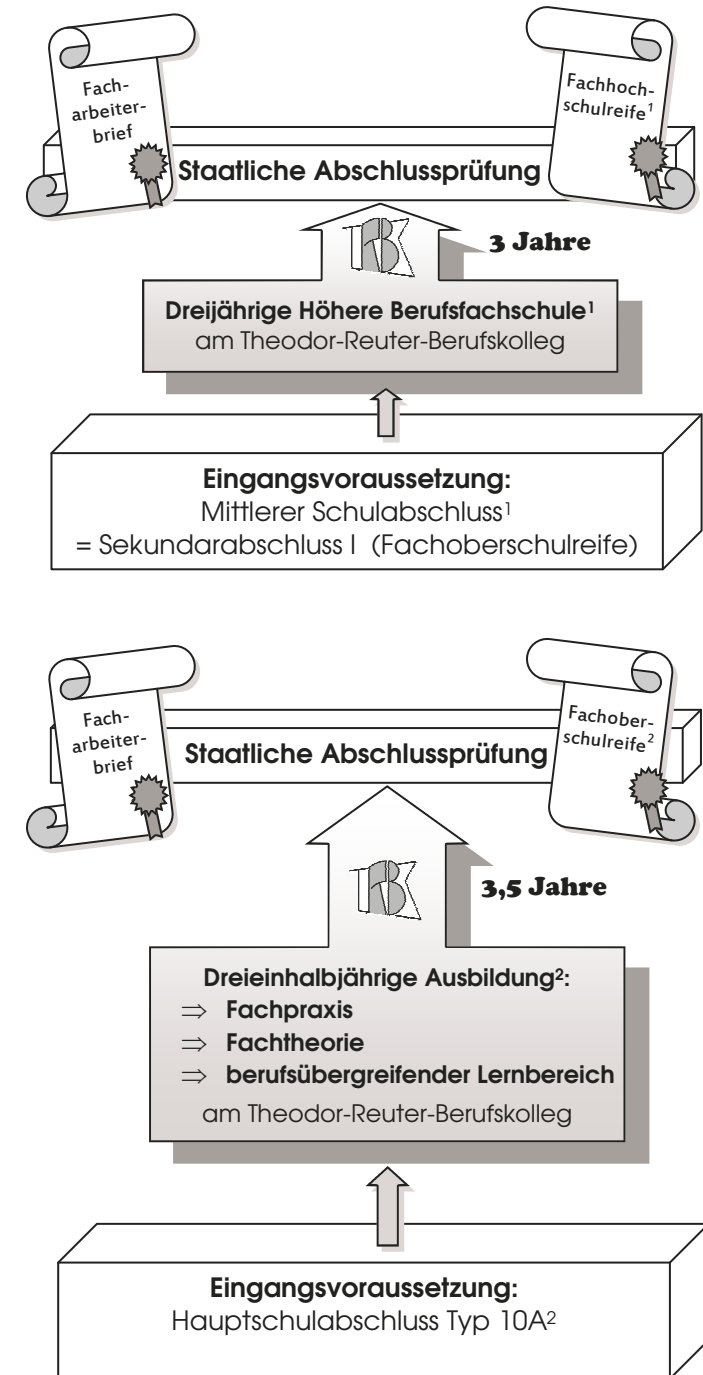 Fach-
arbeiter-
brief
Fachhoch-
schulreife¹
Staatliche Abschlussprüfung
TRBK
3 Jahre
Dreijährige Höhere Berufsfachschule¹
am Theodor-Reuter-Berufskolleg
Eingangsvoraussetzung:
Mittlerer Schulabschluss¹
= Sekundarabschluss I (Fachoberschulreife)
Fach-
arbeiter-
brief
Fachober-
schulreife²
Staatliche Abschlussprüfung
TRBK
3,5 Jahre
Dreieinhalbjährige Ausbildung²:
⇒ Fachpraxis
⇒ Fachtheorie
⇒ berufsübergreifender Lernbereich
am Theodor-Reuter-Berufskolleg
Eingangsvoraussetzung:
Hauptschulabschluss Typ 10A²